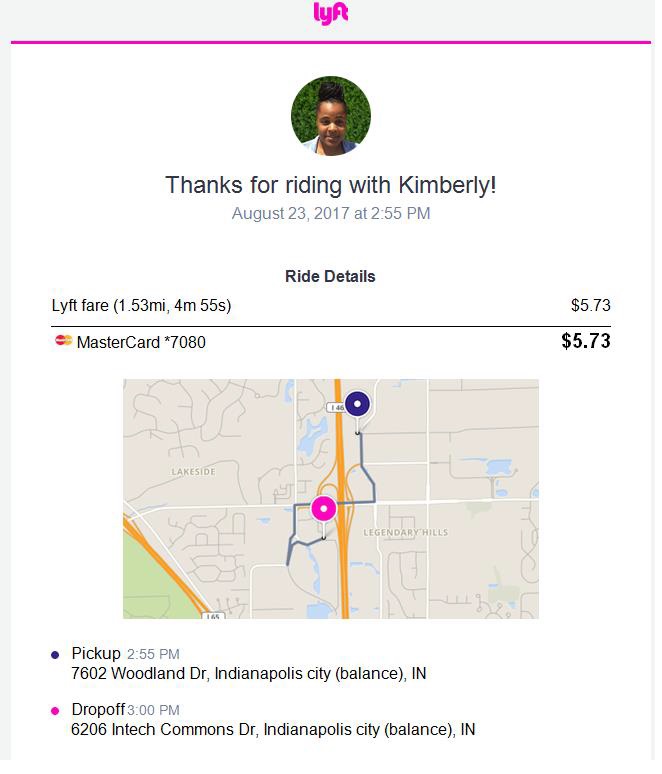 lyft
Thanks for riding with Kimberly!
August 23, 2017 at 2:55 PM
Ride Details
Lyft fare (1.53mi, 4m 55s) $5.73
MasterCard *7080 $5.73
I 46
LAKESIDE
LEGENDARY HILLS
I 65
Pickup 2:55 PM
7602 Woodland Dr, Indianapolis city (balance), IN
Dropoff 3:00 PM
6206 Intech Commons Dr, Indianapolis city (balance), IN